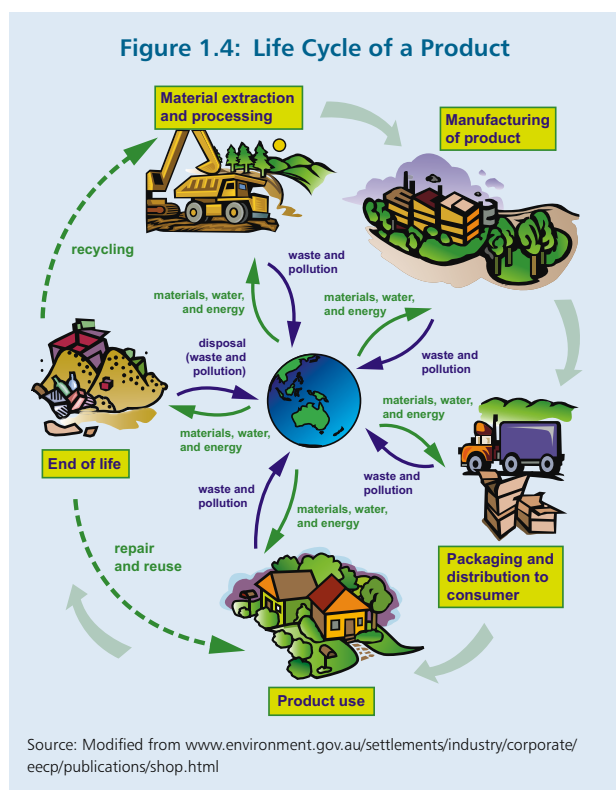 Figure 1.4: Life Cycle of a Product
Material extraction
and processing
Manufacturing
of product
recycling
waste and
pollution
materials, water,
and energy
materials, water,
and energy
disposal
(waste and
pollution)
waste and
pollution
materials, water,
and energy
materials, water,
and energy
End of life
waste and
pollution
waste and
pollution
materials, water,
and energy
repair
and reuse
Packaging and
distribution to
consumer
Product use
Source: Modified from www.environment.gov.au/settlements/industry/corporate/
eecp/publications/shop.html